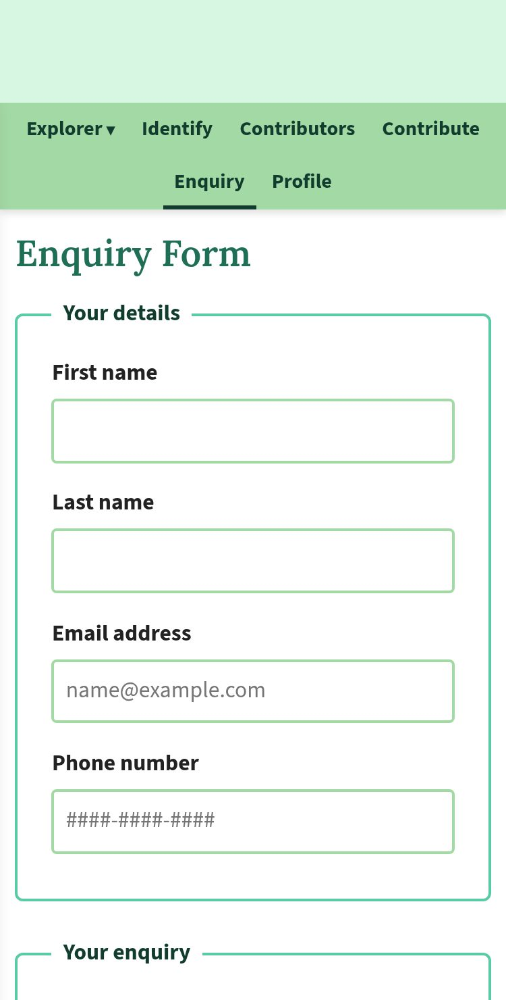 Explorer ▾ Identify Contributors Contribute
Enquiry Profile
Enquiry Form
Your details
First name
Last name
Email address
name@example.com
Phone number
####-####-####
Your enquiry